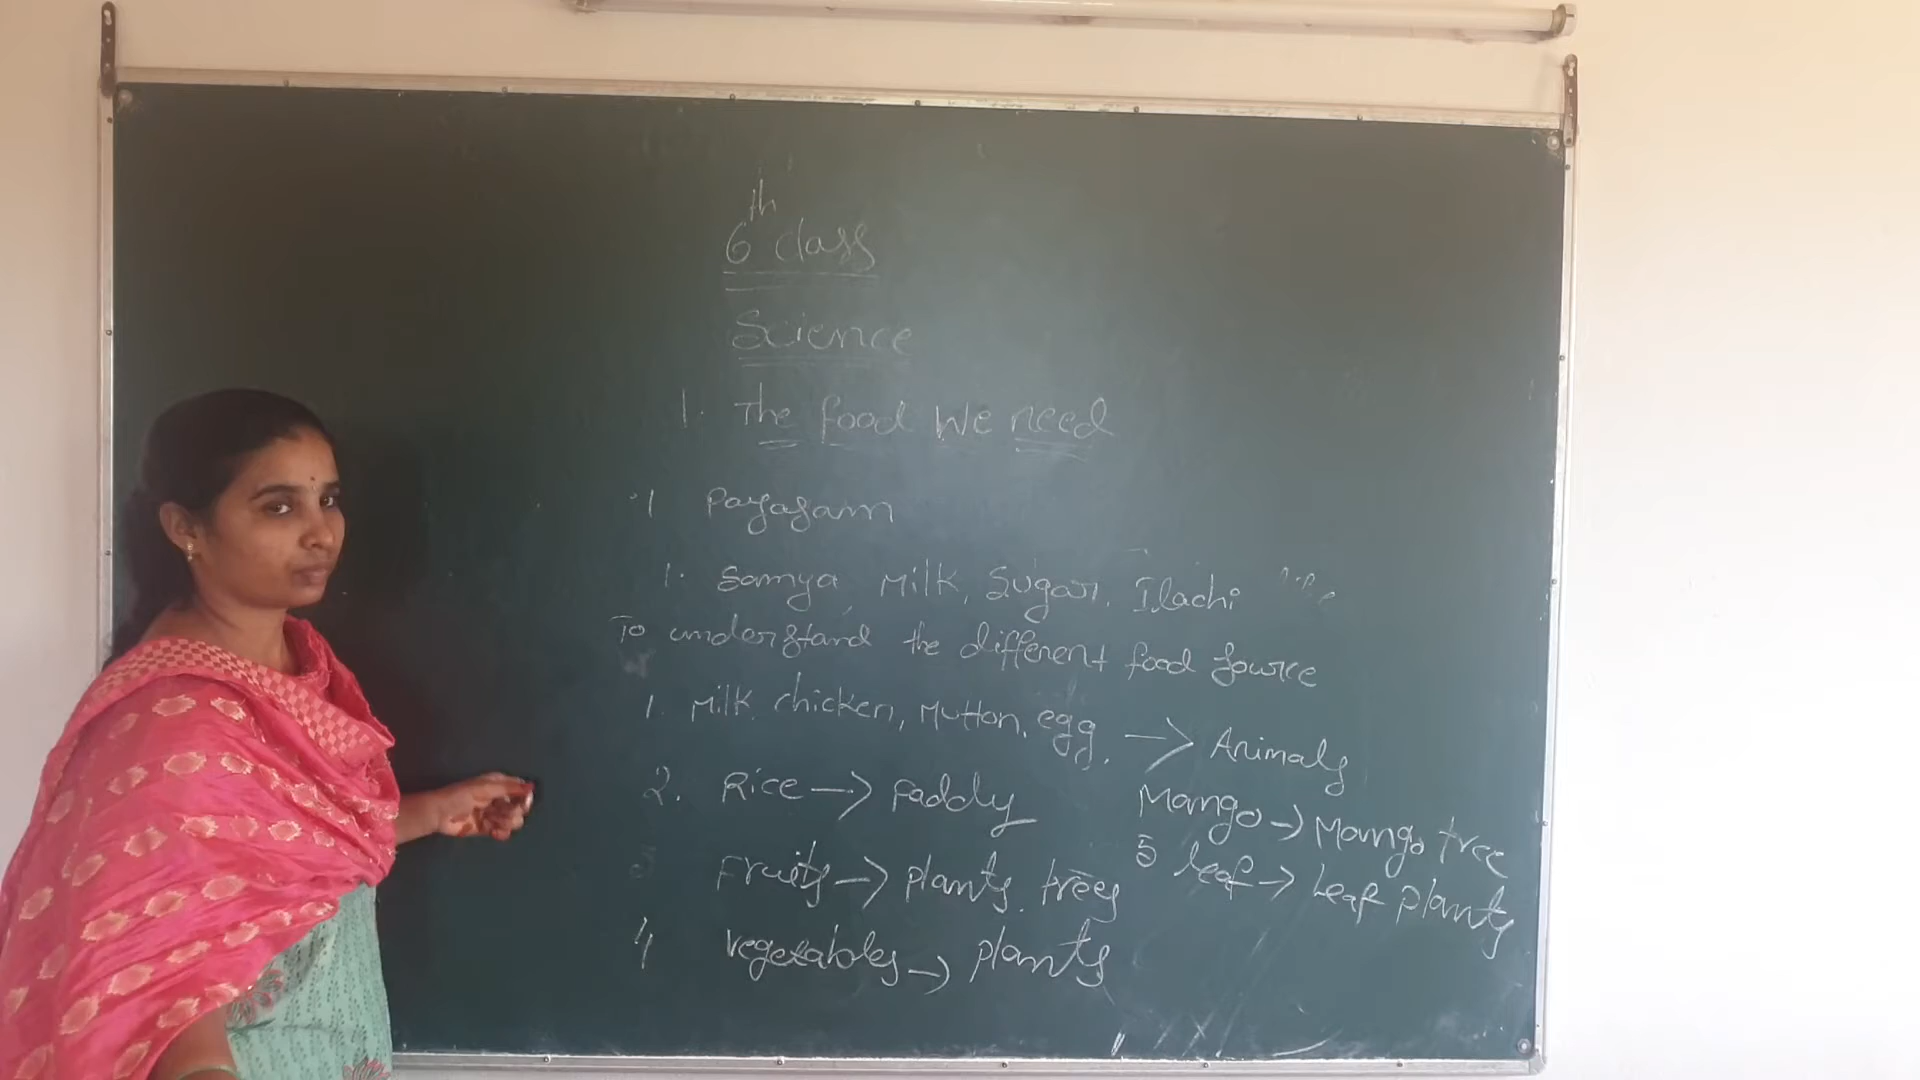 6th class
Science
1. The food we need
1 Payasam
1. Samya, Milk, Sugar, Ilachi
To understand the different food source
1. Milk, chicken, Mutton, egg, → Animals
2. Rice → Paddy
Mango → Mango tree
3 Fruits → plants, trees
5 leaf → Leaf plants
4 vegetables → plants